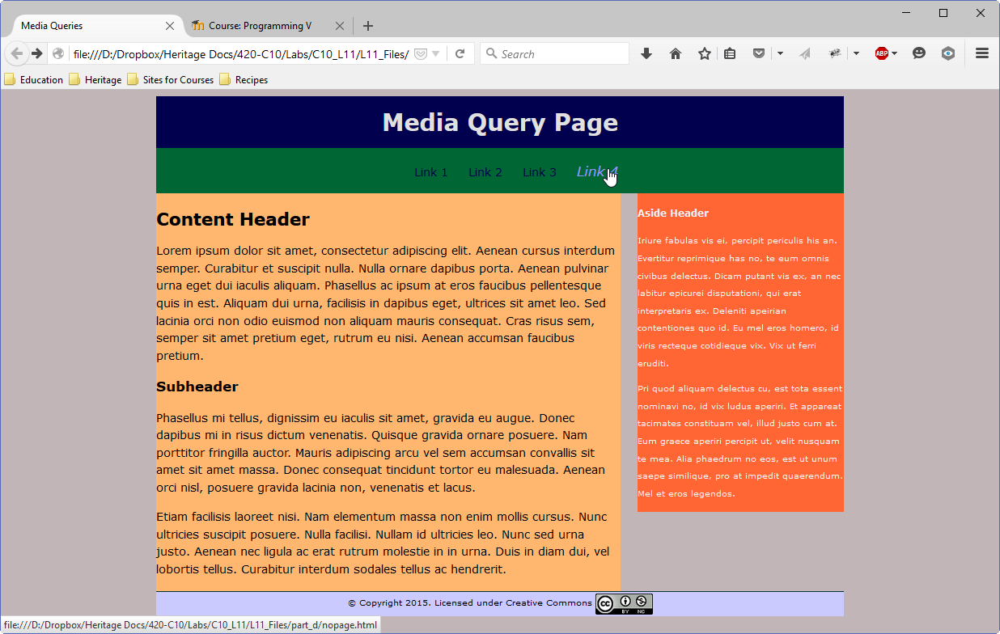 Media Queries
Course: Programming V
file:///D:/Dropbox/Heritage Docs/420-C10/Labs/C10_L11/L11_Files/
Search
ABP
Education
Heritage
Sites for Courses
Recipes
Media Query Page
Link 1 Link 2 Link 3 Link 4
Content Header
Lorem ipsum dolor sit amet, consectetur adipiscing elit. Aenean cursus interdum
semper. Curabitur et suscipit nulla. Nulla ornare dapibus porta. Aenean pulvinar
urna eget dui iaculis aliquam. Phasellus ac ipsum at eros faucibus pellentesque
quis in est. Aliquam dui urna, facilisis in dapibus eget, ultrices sit amet leo. Sed
lacinia orci non odio euismod non aliquam mauris consequat. Cras risus sem,
semper sit amet pretium eget, rutrum eu nisi. Aenean accumsan faucibus
pretium.
Subheader
Phasellus mi tellus, dignissim eu iaculis sit amet, gravida eu augue. Donec
dapibus mi in risus dictum venenatis. Quisque gravida ornare posuere. Nam
porttitor fringilla auctor. Mauris adipiscing arcu vel sem accumsan convallis sit
amet sit amet massa. Donec consequat tincidunt tortor eu malesuada. Aenean
orci nisl, posuere gravida lacinia non, venenatis et lacus.
Etiam facilisis laoreet nisi. Nam elementum massa non enim mollis cursus. Nunc
ultricies suscipit posuere. Nulla facilisi. Nullam id ultricies leo. Nunc sed urna
justo. Aenean nec ligula ac erat rutrum molestie in in urna. Duis in diam dui, vel
lobortis tellus. Curabitur interdum sodales tellus ac hendrerit.
Aside Header
Iriure fabulas vis ei, percipit periculis his an.
Evertitur reprimique has no, te eum omnis
civibus delectus. Dicam putant vis ex, an nec
labitur epicurei disputationi, qui erat
interpretaris ex. Deleniti apeirian
contentiones quo id. Eu mel eros homero, id
viris recteque cotidieque vix. Vix ut ferri
eruditi.
Pri quod aliquam delectus cu, est tota essent
nominavi no, id vix ludus aperiri. Et appareat
tacimates constituam vel, illud justo cum at.
Eum graece aperiri percipit ut, velit nusquam
te mea. Alia phaedrum no eos, est ut unum
saepe similique, pro at impedit quaerendum.
Mel et eros legendos.
© Copyright 2015. Licensed under Creative Commons
cc BY NC
file:///D:/Dropbox/Heritage Docs/420-C10/Labs/C10_L11/L11_Files/part_d/nopage.html